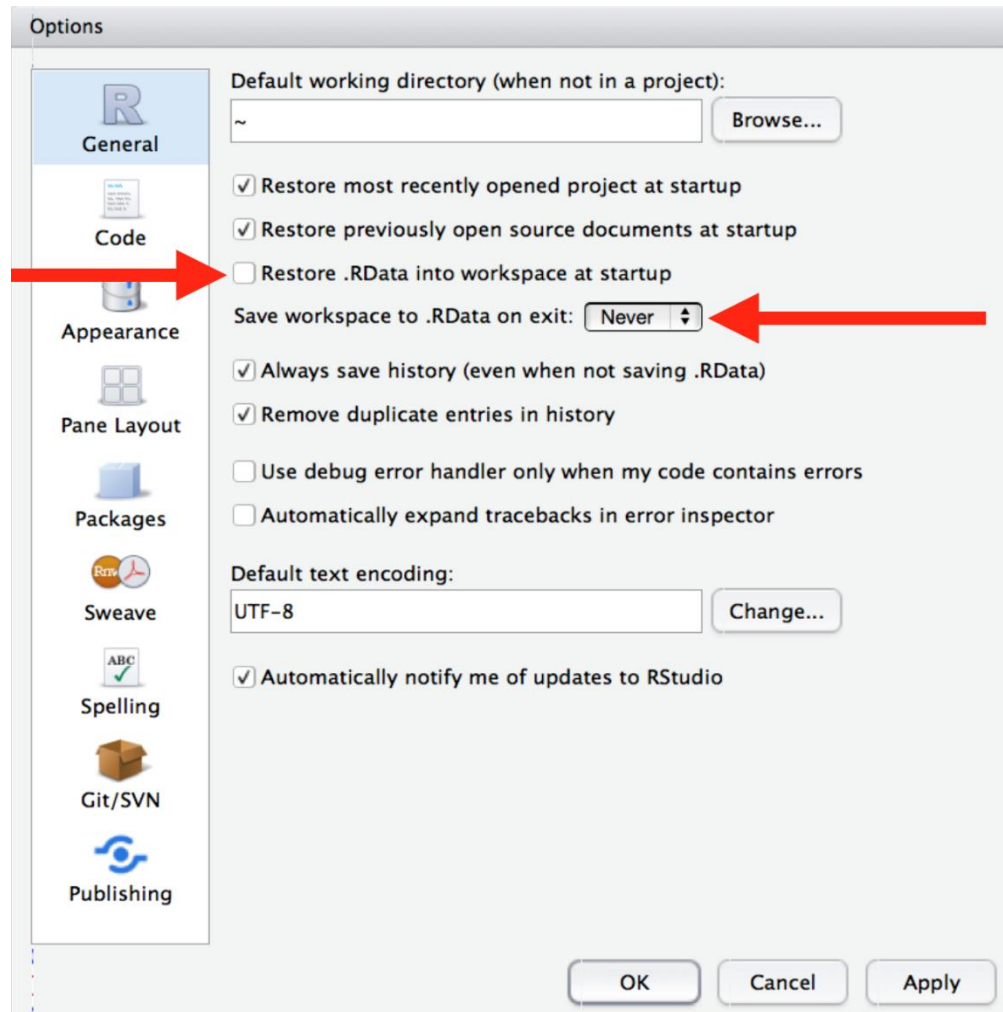 Options
General
Code
Appearance
Pane Layout
Packages
Rnw
Sweave
ABC
Spelling
Git/SVN
Publishing
Default working directory (when not in a project):
~
Browse...
Restore most recently opened project at startup
Restore previously open source documents at startup
Restore .RData into workspace at startup
Save workspace to .RData on exit: Never
Always save history (even when not saving .RData)
Remove duplicate entries in history
Use debug error handler only when my code contains errors
Automatically expand tracebacks in error inspector
Default text encoding:
UTF-8
Change...
Automatically notify me of updates to RStudio
OK Cancel Apply